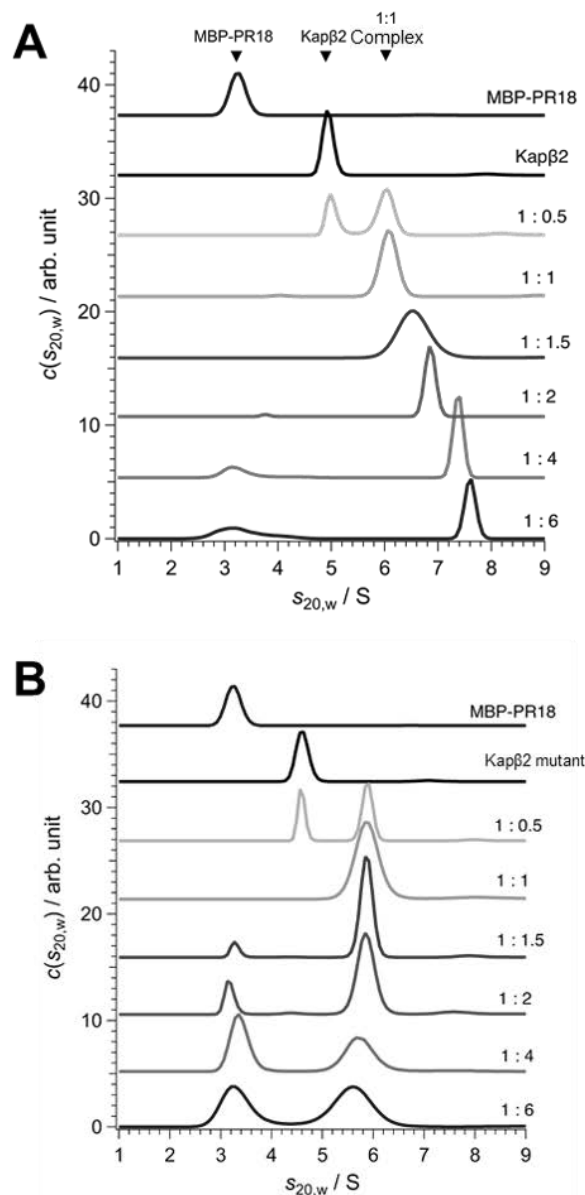 A
MBP-PR18
Kapβ2
1:1
Complex
MBP-PR18
Kapβ2
1 : 0.5
1 : 1
1 : 1.5
1 : 2
1 : 4
1 : 6
40
30
20
10
0
c(s20,w) / arb. unit
1 2 3 4 5 6 7 8 9
s20,w / S
B
MBP-PR18
Kapβ2 mutant
1 : 0.5
1 : 1
1 : 1.5
1 : 2
1 : 4
1 : 6
40
30
20
10
0
c(s20,w) / arb. unit
1 2 3 4 5 6 7 8 9
s20,w / S